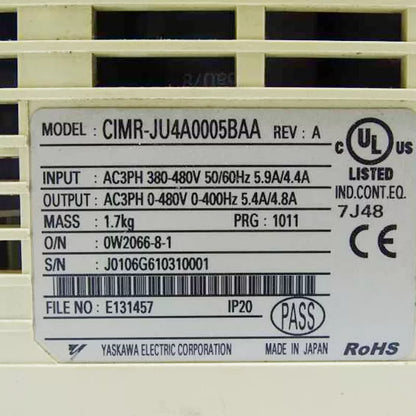 MODEL : CIMR-JU4A0005BAA REV : A
INPUT : AC3PH 380-480V 50/60Hz 5.9A/4.4A
OUTPUT : AC3PH 0-480V 0-400Hz 5.4A/4.8A
MASS : 1.7kg PRG : 1011
O/N : 0W2066-8-1
S/N : J0106G610310001
FILE NO : E131457 IP20
PASS
YASKAWA ELECTRIC CORPORATION MADE IN JAPAN
C UL US
LISTED
IND.CONT.EQ.
7J48
CE
RoHS